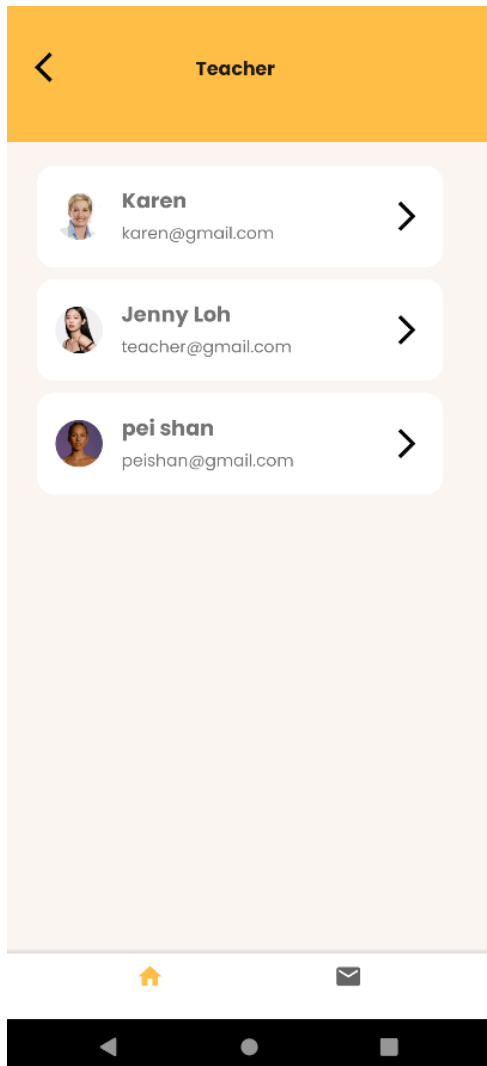 Teacher
Karen
karen@gmail.com
Jenny Loh
teacher@gmail.com
pei shan
peishan@gmail.com